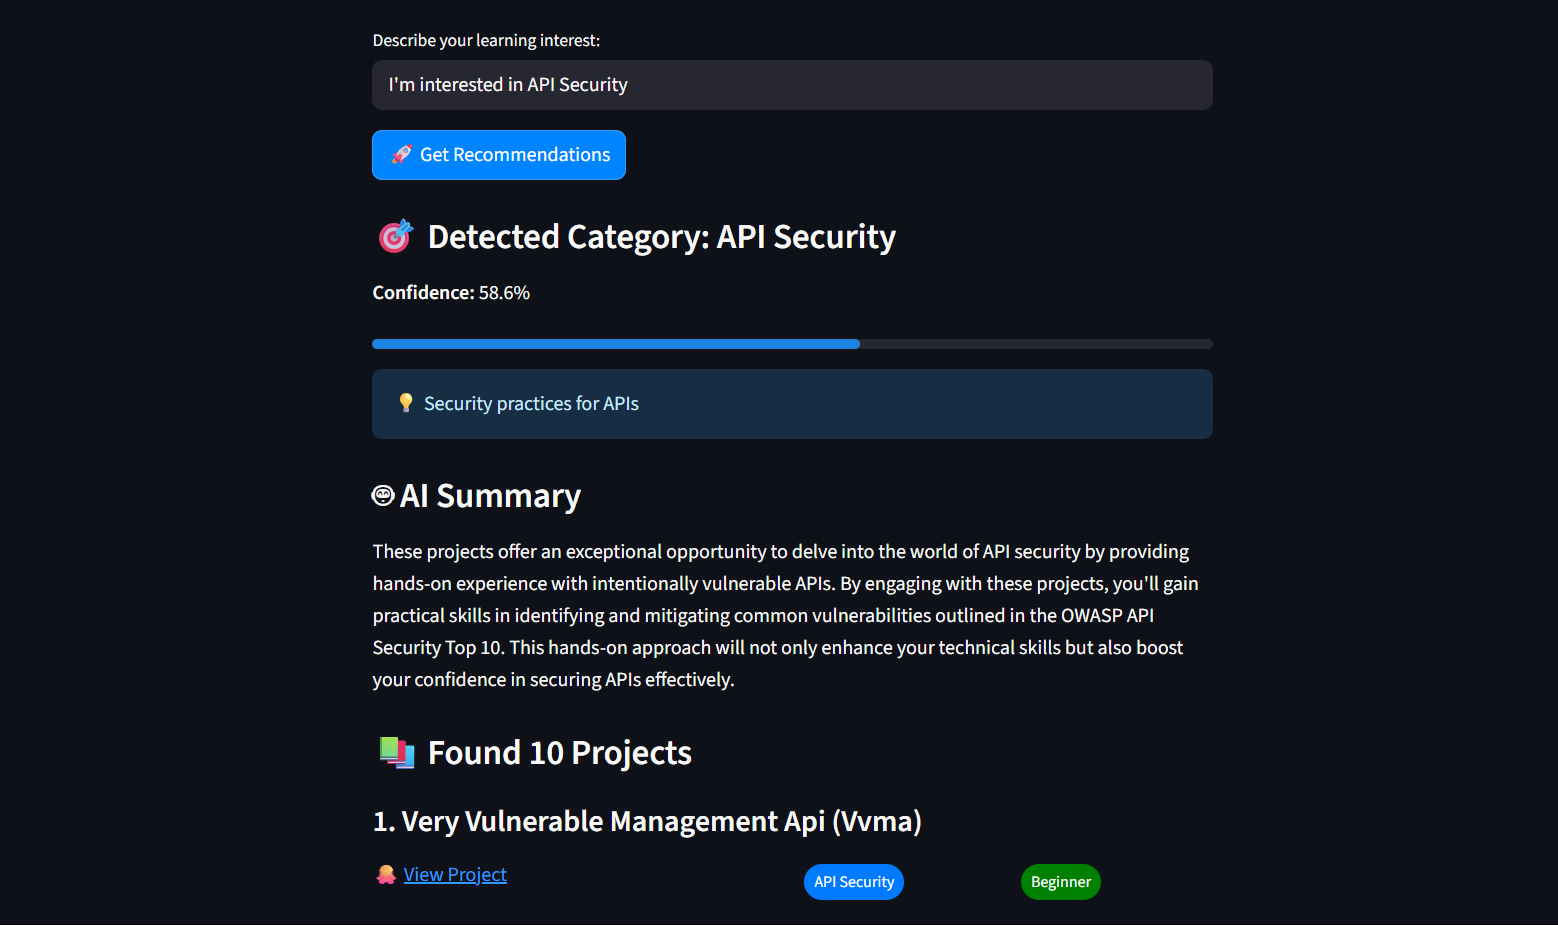 Describe your learning interest:
I'm interested in API Security
🚀 Get Recommendations
🎯 Detected Category: API Security
Confidence: 58.6%
💡 Security practices for APIs
AI Summary
These projects offer an exceptional opportunity to delve into the world of API security by providing
hands-on experience with intentionally vulnerable APIs. By engaging with these projects, you'll gain
practical skills in identifying and mitigating common vulnerabilities outlined in the OWASP API
Security Top 10. This hands-on approach will not only enhance your technical skills but also boost
your confidence in securing APIs effectively.
📚 Found 10 Projects
1. Very Vulnerable Management Api (Vvma)
View Project
API Security
Beginner